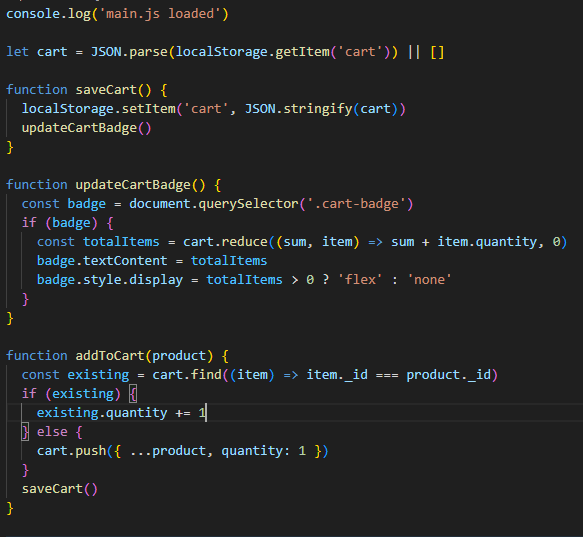 console.log('main.js loaded')
let cart = JSON.parse(localStorage.getItem('cart')) || []
function saveCart() {
  localStorage.setItem('cart', JSON.stringify(cart))
  updateCartBadge()
}
function updateCartBadge() {
  const badge = document.querySelector('.cart-badge')
  if (badge) {
    const totalItems = cart.reduce((sum, item) => sum + item.quantity, 0)
    badge.textContent = totalItems
    badge.style.display = totalItems > 0 ? 'flex' : 'none'
  }
}
function addToCart(product) {
  const existing = cart.find((item) => item._id === product._id)
  if (existing) {
    existing.quantity += 1
  } else {
    cart.push({ ...product, quantity: 1 })
  }
  saveCart()
}